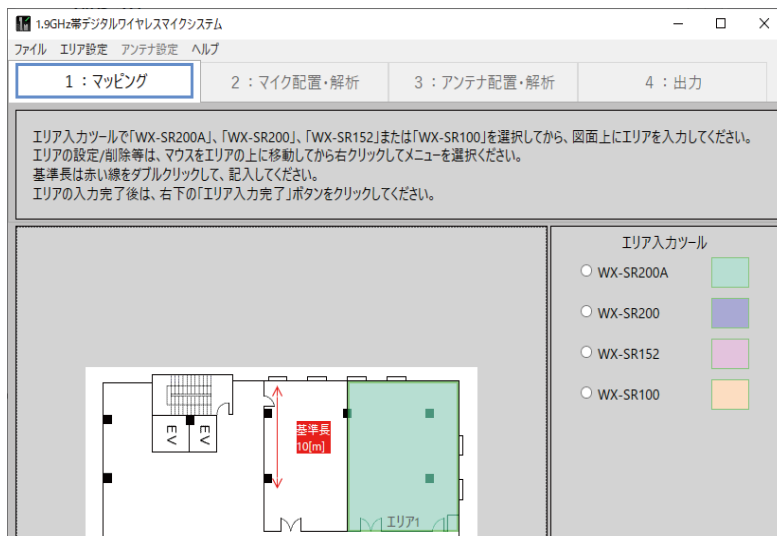 1.9GHz帯デジタルワイヤレスマイクシステム
ファイル エリア設定 アンテナ設定 ヘルプ
1：マッピング 2：マイク配置・解析 3：アンテナ配置・解析 4：出力
エリア入力ツールで「WX-SR200A」、「WX-SR200」、「WX-SR152」または「WX-SR100」を選択してから、図面上にエリアを入力してください。
エリアの設定/削除等は、マウスをエリアの上に移動してから右クリックしてメニューを選択ください。
基準長は赤い線をダブルクリックして、記入してください。
エリアの入力完了後は、右下の「エリア入力完了」ボタンをクリックしてください。
エリア入力ツール
WX-SR200A
WX-SR200
WX-SR152
WX-SR100
EV EV
基準長
10[m]
エリア1